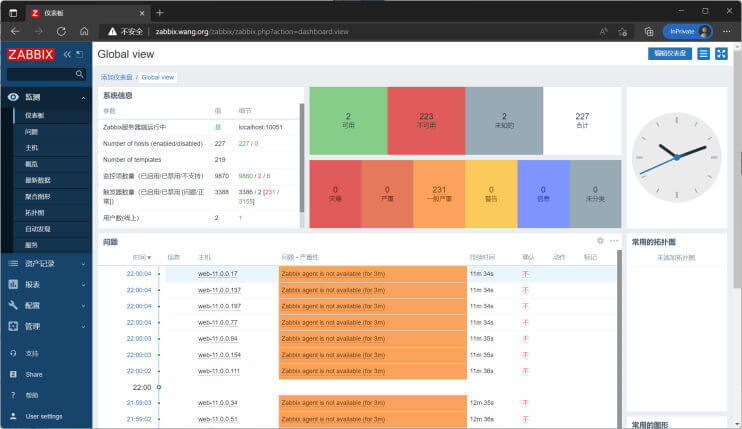 仪表板
不安全 zabbix.wang.org/zabbix/zabbix.php?action=dashboard.view
InPrivate
ZABBIX
Global view
编辑仪表盘
添加仪表盘 / Global view
监测
仪表板
问题
主机
概览
最新数据
聚合图形
拓扑图
自动发现
服务
资产记录
报表
配置
管理
支持
Share
帮助
User settings
系统信息
参数 值 细节
Zabbix服务器端运行中 是 localhost:10051
Number of hosts (enabled/disabled) 227 227 / 0
Number of templates 219
监控项数量（已启用/已禁用/不支持） 9870 9860 / 2 / 8
触发器数量（已启用/已禁用 [问题/正常]） 3388 3386 / 2 [231 / 3155]
用户数(线上) 2 1
2 可用
223 不可用
2 未知的
227 合计
0 灾难
0 严重
231 一般严重
0 警告
0 信息
0 未分类
问题
时间▼ 信息 主机 问题 • 严重性 持续时间 确认 动作 标记
22:00:04 web-11.0.0.17 Zabbix agent is not available (for 3m) 11m 34s 不
22:00:04 web-11.0.0.137 Zabbix agent is not available (for 3m) 11m 34s 不
22:00:04 web-11.0.0.197 Zabbix agent is not available (for 3m) 11m 34s 不
22:00:04 web-11.0.0.77 Zabbix agent is not available (for 3m) 11m 34s 不
22:00:03 web-11.0.0.94 Zabbix agent is not available (for 3m) 11m 35s 不
22:00:03 web-11.0.0.154 Zabbix agent is not available (for 3m) 11m 35s 不
22:00:02 web-11.0.0.111 Zabbix agent is not available (for 3m) 11m 36s 不
22:00
21:59:03 web-11.0.0.34 Zabbix agent is not available (for 3m) 12m 35s 不
21:59:02 web-11.0.0.51 Zabbix agent is not available (for 3m) 12m 36s 不
常用的拓扑图
未添加拓扑图.
常用的图形